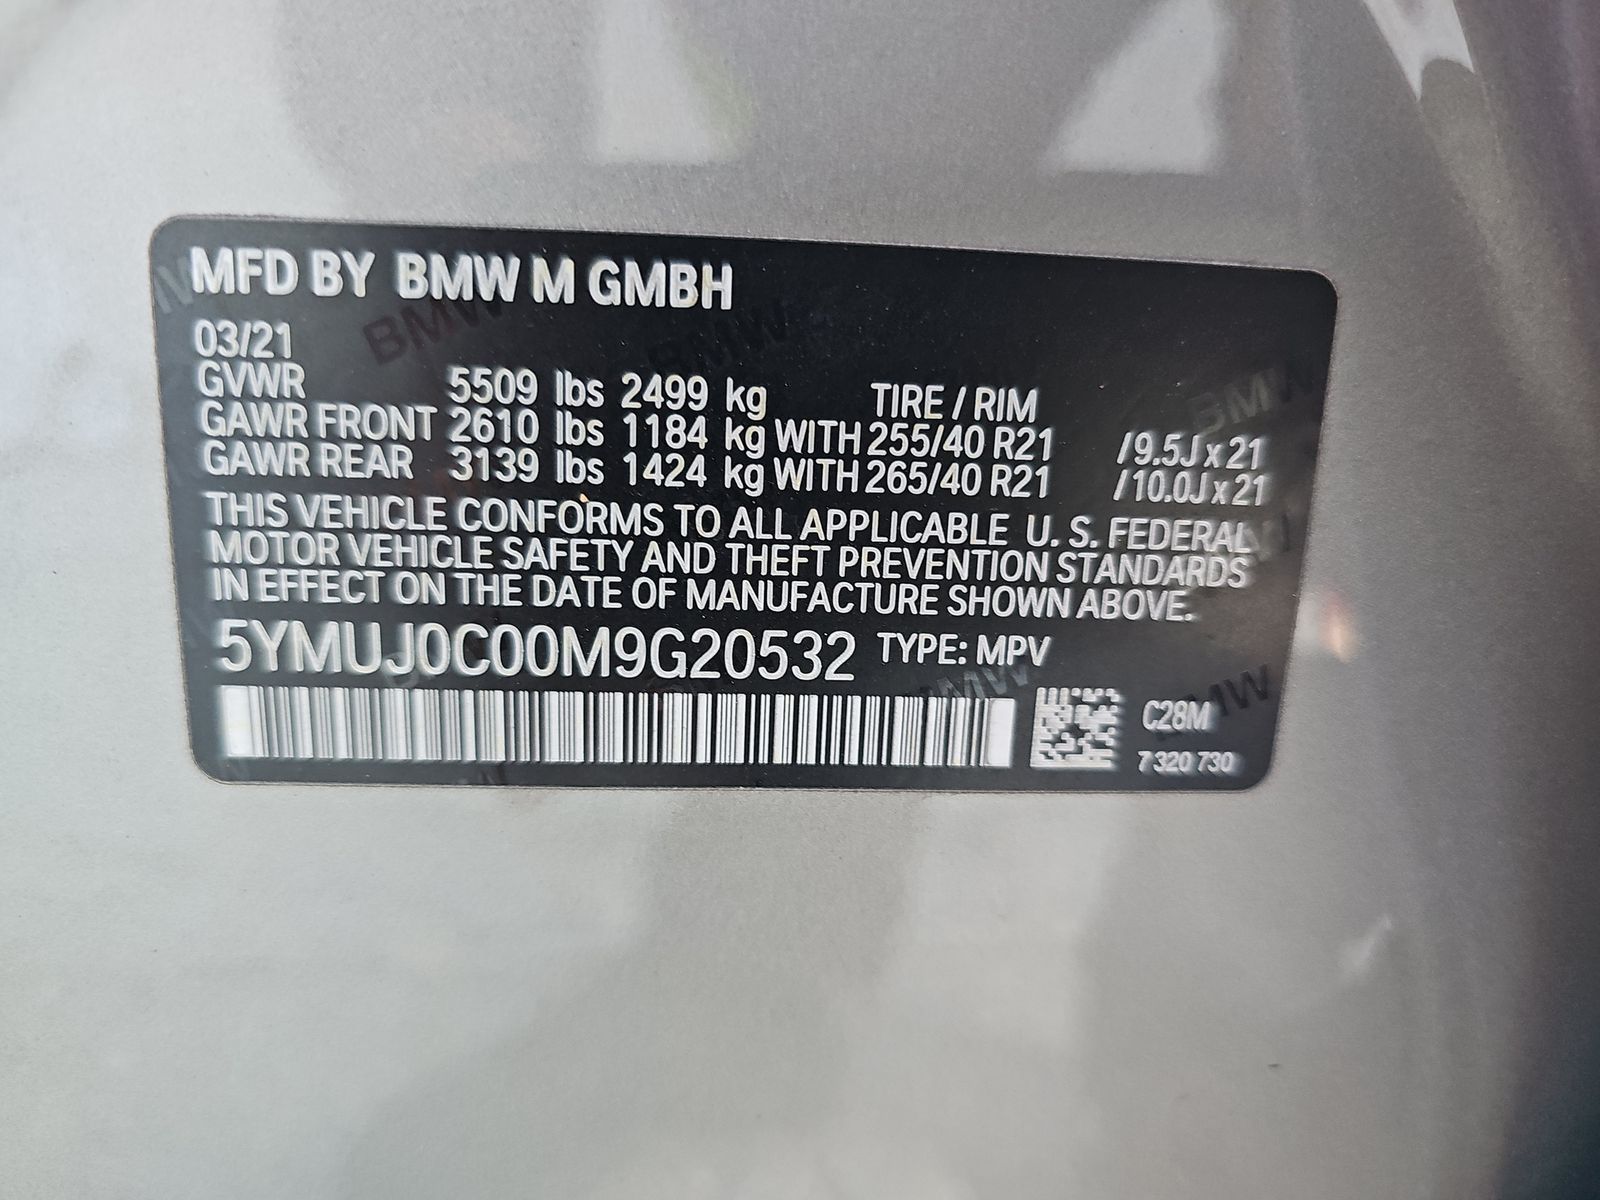 MFD BY BMW M GMBH
03/21
GVWR 5509 lbs 2499 kg TIRE / RIM
GAWR FRONT 2610 lbs 1184 kg WITH 255/40 R21 /9.5J x 21
GAWR REAR 3139 lbs 1424 kg WITH 265/40 R21 /10.0J x 21
THIS VEHICLE CONFORMS TO ALL APPLICABLE U. S. FEDERAL
MOTOR VEHICLE SAFETY AND THEFT PREVENTION STANDARDS
IN EFFECT ON THE DATE OF MANUFACTURE SHOWN ABOVE.
5YMUJ0C00M9G20532 TYPE: MPV
C28M
7 320 730